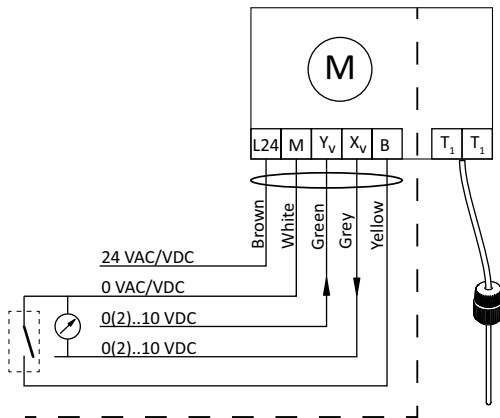 M
L24 M Yv Xv B T1 T1
Brown
White
Green
Grey
Yellow
24 VAC/VDC
0 VAC/VDC
0(2)..10 VDC
0(2)..10 VDC